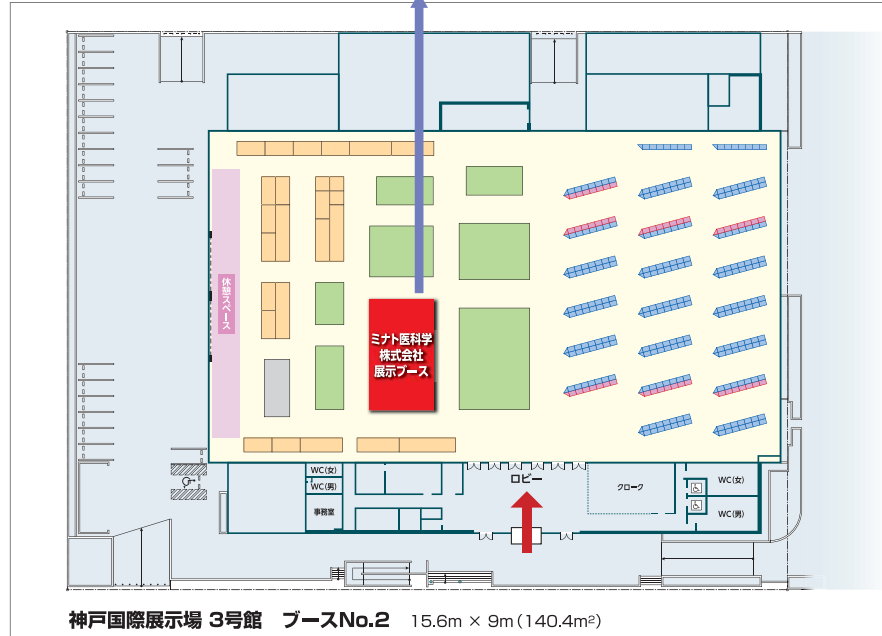 休憩スペース
ミナト医科学
株式会社
展示ブース
WC(女)
WC(男)
事務室
ロビー
クローク
WC(女)
WC(男)
神戸国際展示場 3号館 ブースNo.2 15.6m × 9m(140.4m²)